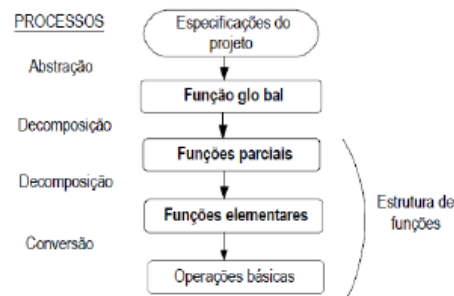 PROCESSOS
Especificações do
projeto
Abstração
Função glo bal
Decomposição
Funções parciais
Decomposição
Funções elementares
Estrutura de
funções
Conversão
Operações básicas